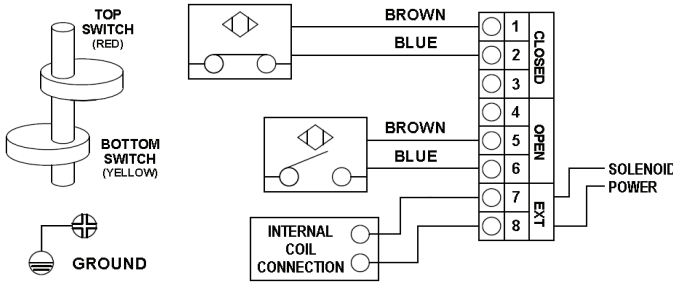 TOP
SWITCH
(RED)
BOTTOM
SWITCH
(YELLOW)
GROUND
BROWN
BLUE
BROWN
BLUE
INTERNAL
COIL
CONNECTION
1
2
3
4
5
6
7
8
CLOSED
OPEN
EXT
SOLENOID
POWER